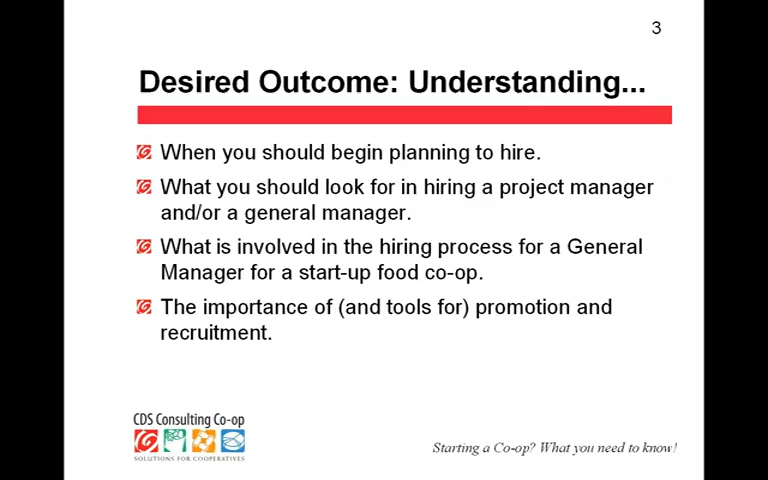 3
Desired Outcome: Understanding...
When you should begin planning to hire.
What you should look for in hiring a project manager
and/or a general manager.
What is involved in the hiring process for a General
Manager for a start-up food co-op.
The importance of (and tools for) promotion and
recruitment.
CDS Consulting Co-op
SOLUTIONS FOR COOPERATIVES
Starting a Co-op? What you need to know!